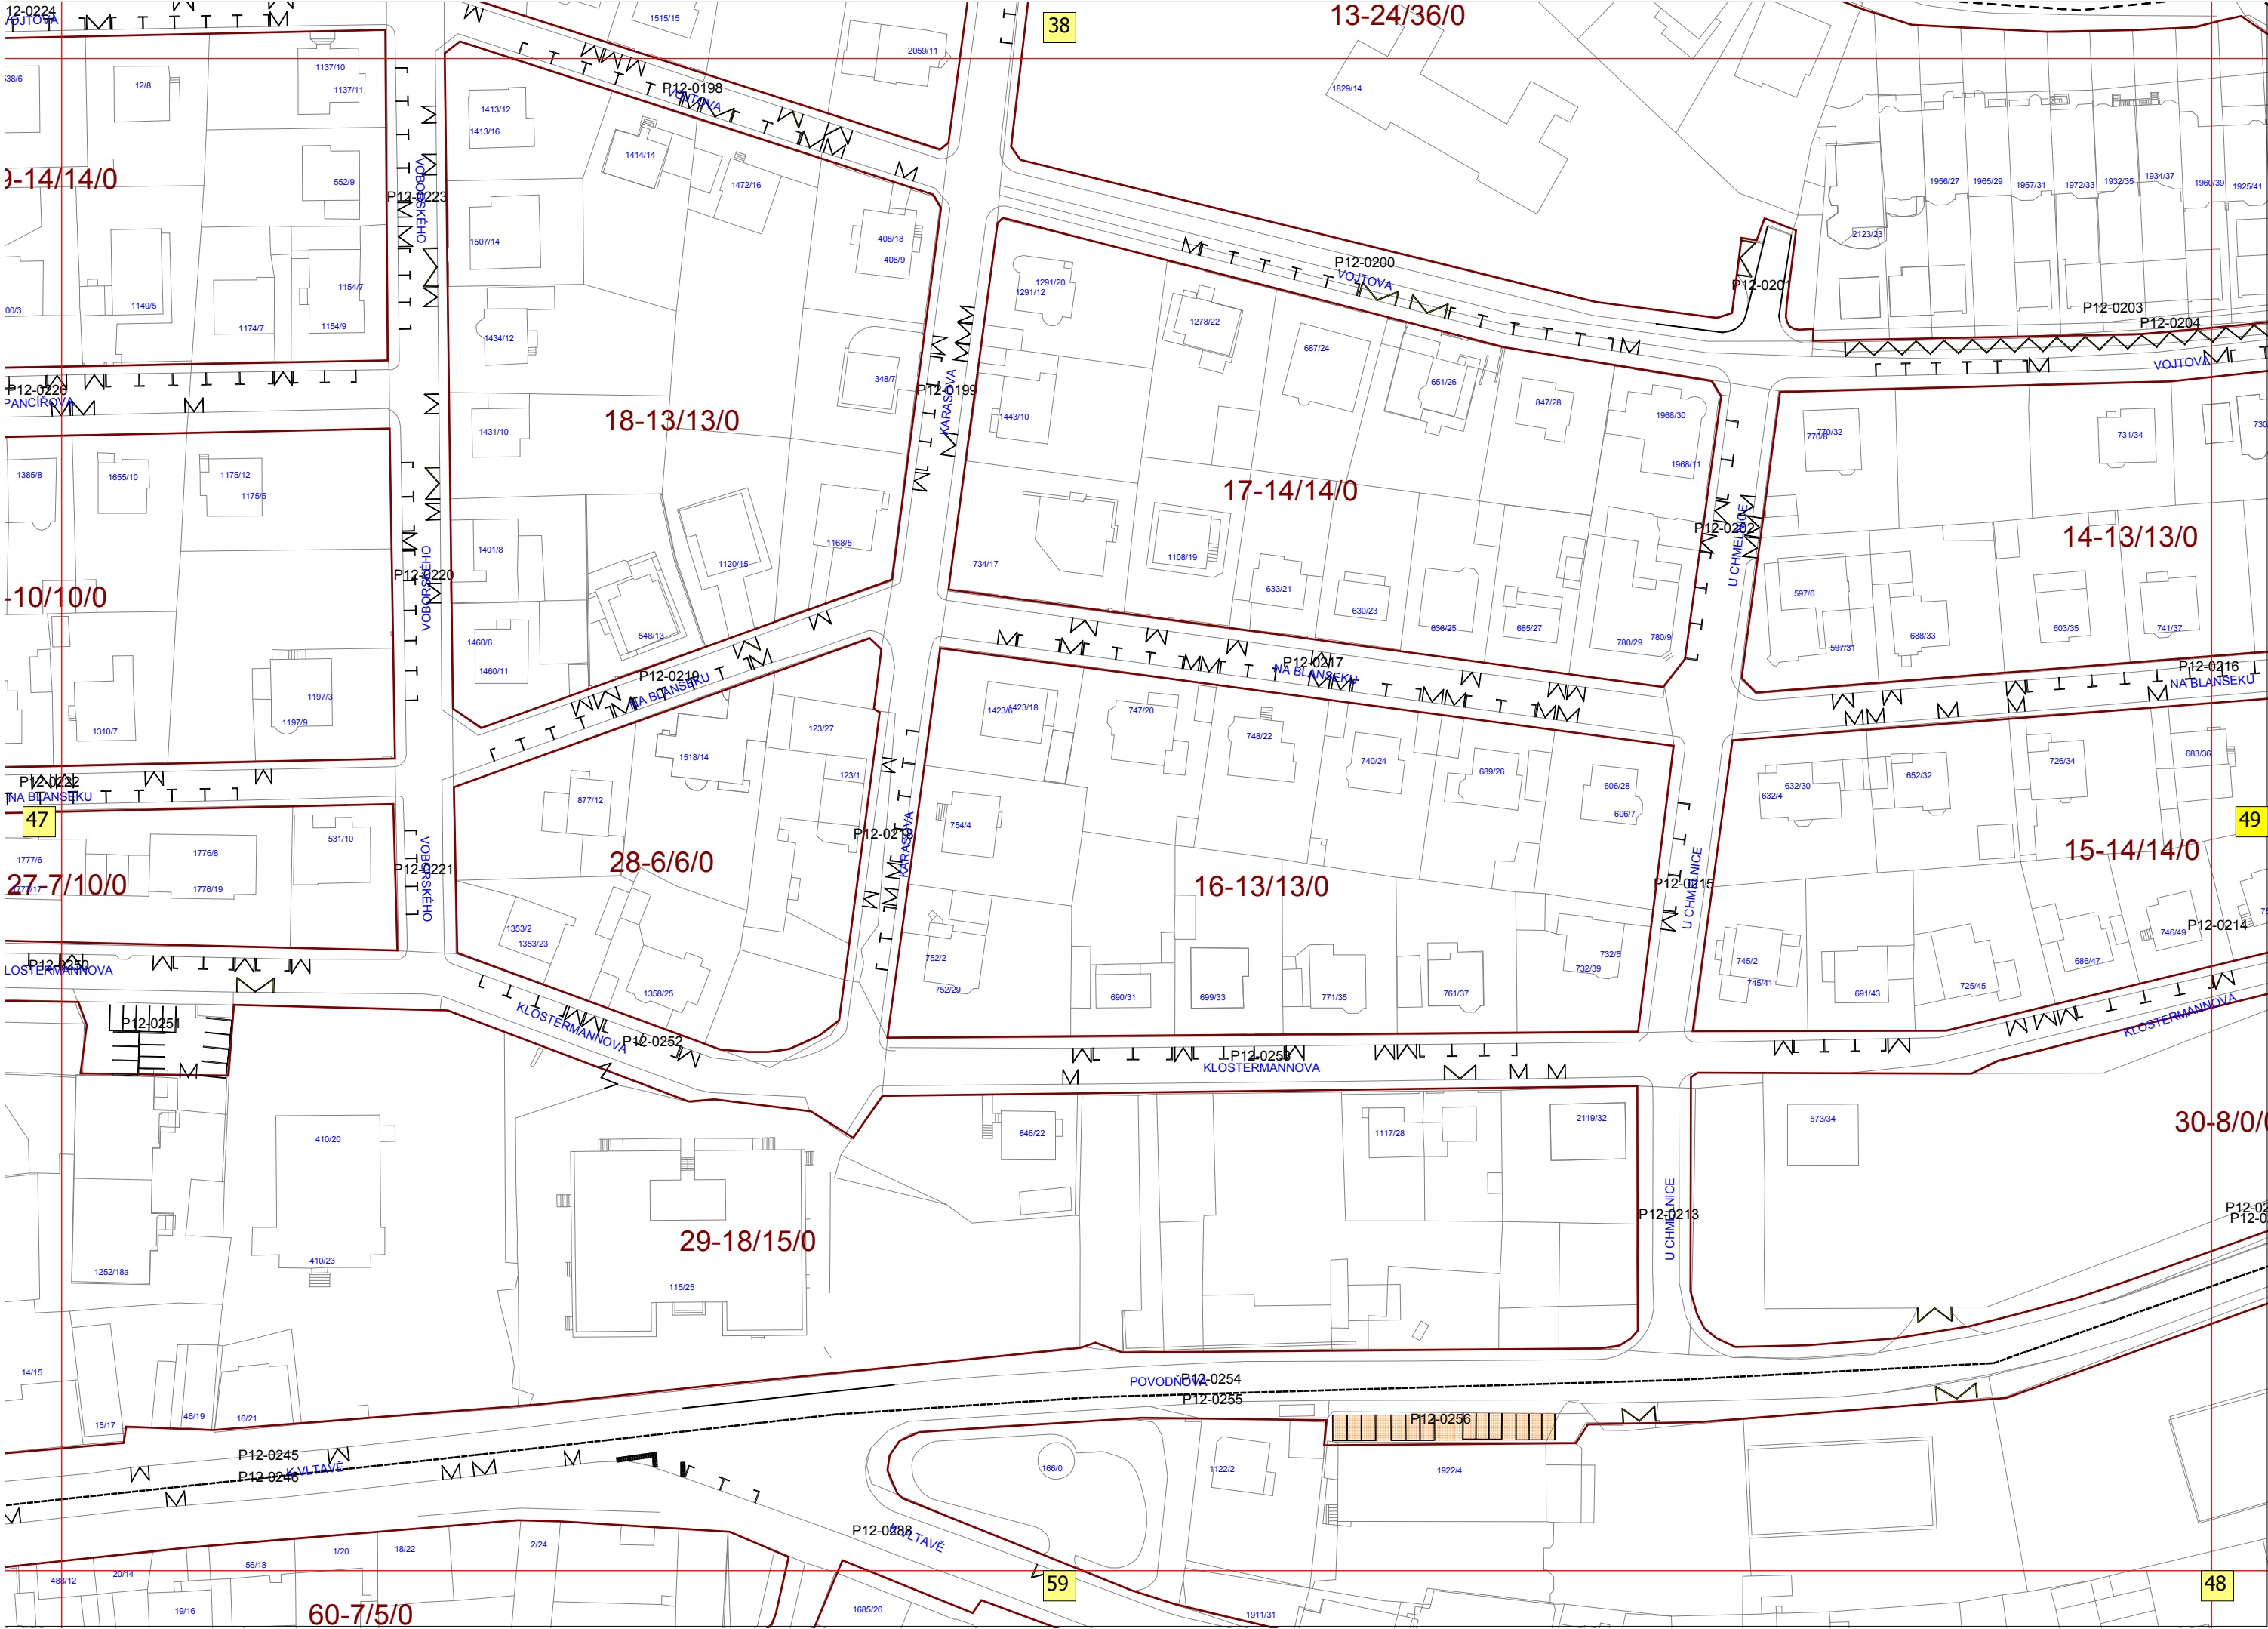 12-0224
VOJTOVA
1515/15
2059/11
38
13-24/36/0
1137/10
1137/11
12/8
P12-0198
VOJTOVA
1829/14
1413/12
1413/16
1414/14
1472/16
552/9
P12-0223
VOBORSKÉHO
1956/27
1965/29
1957/31
1972/33
1932/35
1934/37
1960/39
1925/41
9-14/14/0
1507/14
408/18
408/9
2123/23
P12-0200
VOJTOVA
P12-0201
1291/20
1291/12
1154/7
1149/5
1174/7
1154/9
1278/22
P12-0203
P12-0204
VOJTOVA
1434/12
687/24
348/7
P12-0199
KARASOVA
651/26
847/28
P12-0226
PANCÍŘOVA
18-13/13/0
1443/10
1968/30
1968/11
1431/10
770/32
770/8
731/34
1385/8
1655/10
1175/12
1175/5
17-14/14/0
P12-0202
U CHMELNICE
14-13/13/0
1401/8
1168/5
1120/15
734/17
1108/19
P12-0220
VOBORSKÉHO
-10/10/0
633/21
630/23
636/25
685/27
780/29
780/9
597/6
597/31
688/33
603/35
741/37
548/13
1460/6
1460/11
P12-0219
NA BLANSEKU
P12-0217
NA BLANSEKU
P12-0216
NA BLANSEKU
1197/3
1197/9
1310/7
123/27
1423/6
1423/18
747/20
748/22
740/24
689/26
1518/14
123/1
606/28
606/7
632/30
632/4
652/32
726/34
683/36
P12-0222
NA BLANSEKU
877/12
47
49
754/4
P12-0218
KARASOVA
531/10
1776/8
1776/19
1777/6
1777/17
27-7/10/0
P12-0221
VOBORSKÉHO
28-6/6/0
16-13/13/0
P12-0215
U CHMELNICE
15-14/14/0
1353/2
1353/23
1358/25
752/2
752/29
690/31
699/33
771/35
761/37
732/5
732/39
745/2
745/41
691/43
725/45
686/47
746/49
P12-0214
KLOSTERMANNOVA
P12-0250
LOSTERMANNOVA
P12-0251
KLOSTERMANNOVA
P12-0252
P12-0253
KLOSTERMANNOVA
410/20
846/22
1117/28
2119/32
573/34
30-8/0/0
P12-0213
U CHMELNICE
29-18/15/0
115/25
410/23
1252/18a
14/15
15/17
46/19
16/21
POVODŇOVÁ
P12-0254
P12-0255
P12-0256
P12-0245
P12-0246
K VLTAVĚ
166/0
1122/2
1922/4
P12-0288
K VLTAVĚ
1/20
18/22
2/24
56/18
20/14
488/12
19/16
60-7/5/0
1685/26
59
1911/31
48